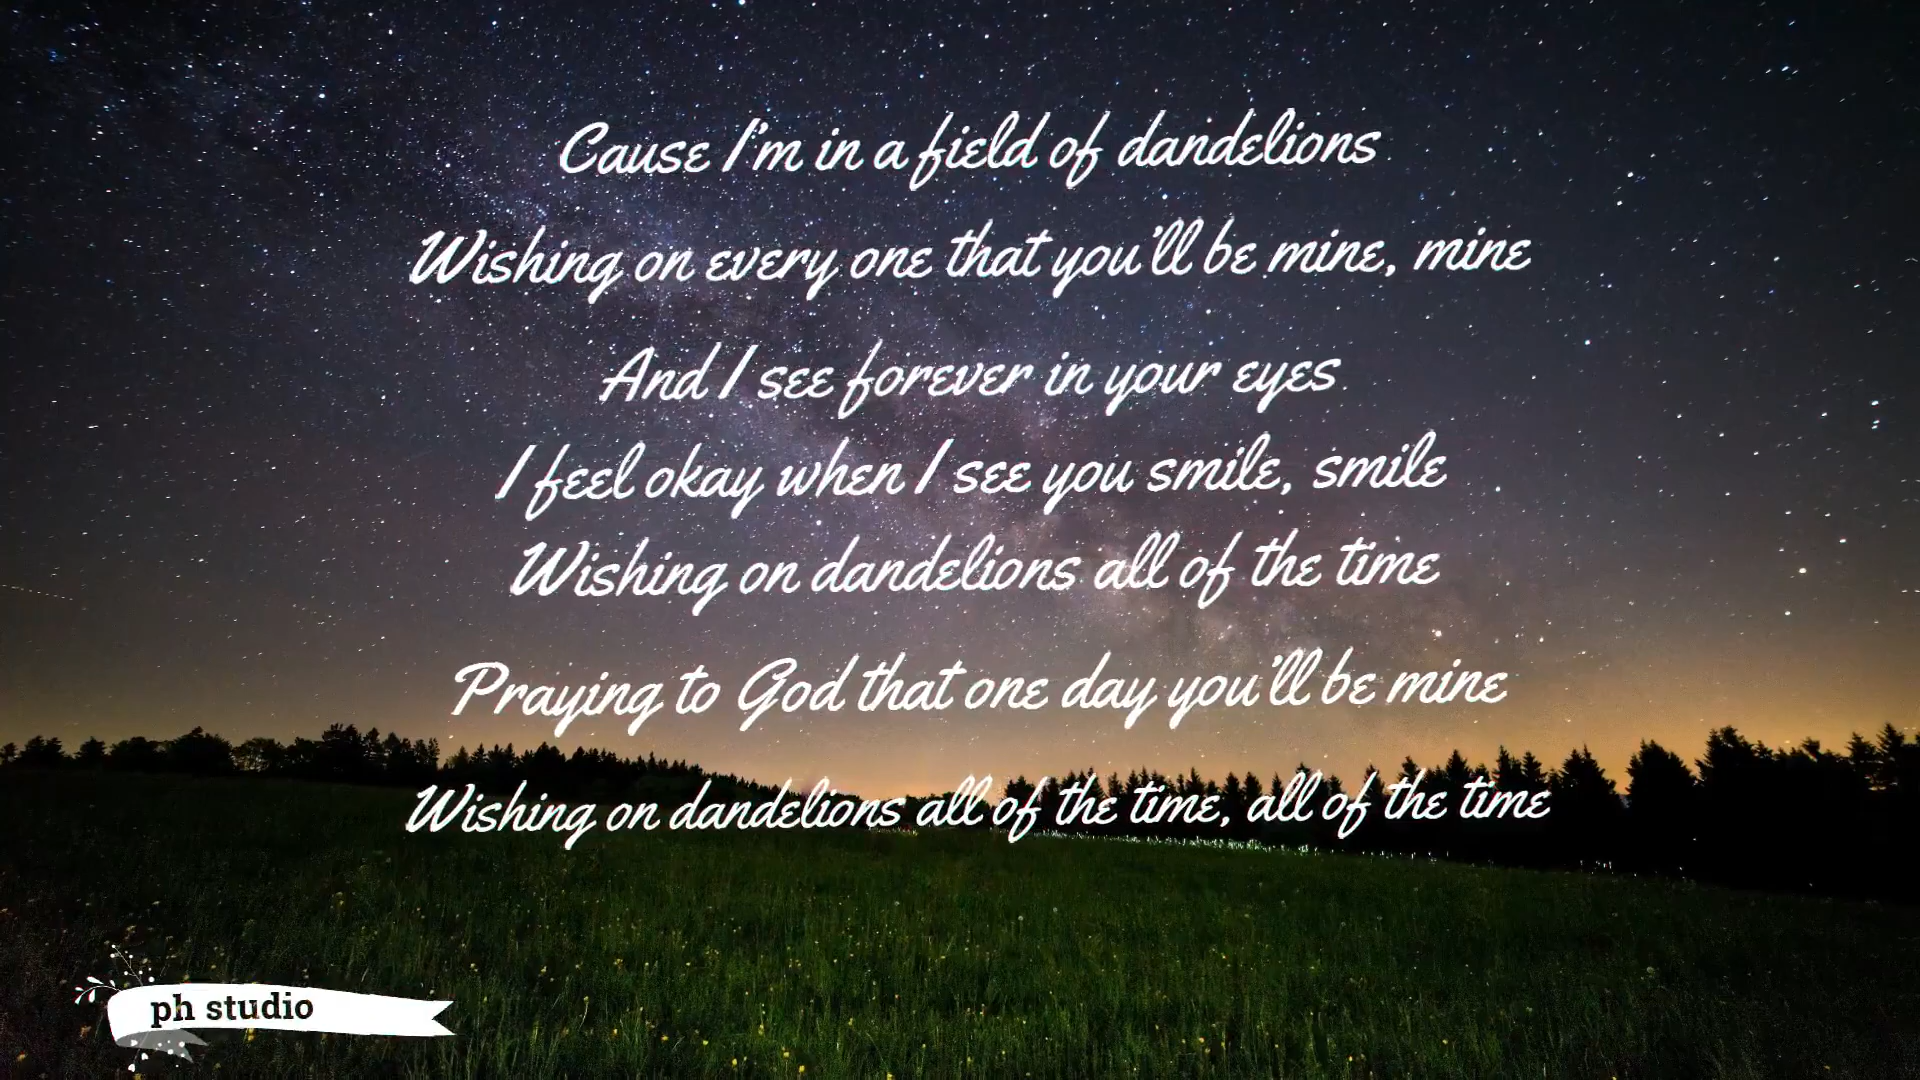 Cause I'm in a field of dandelions
Wishing on every one that you'll be mine, mine
And I see forever in your eyes
I feel okay when I see you smile, smile
Wishing on dandelions all of the time
Praying to God that one day you'll be mine
Wishing on dandelions all of the time, all of the time
ph studio